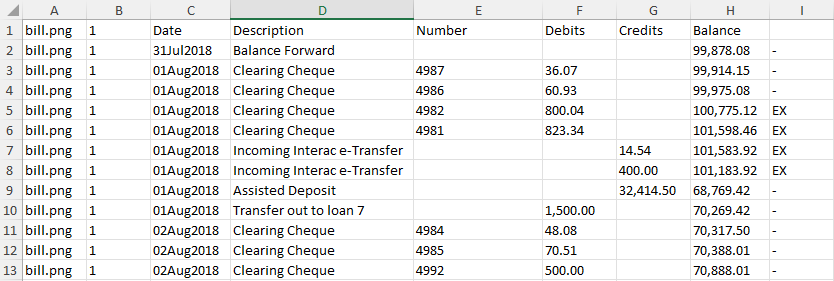 A B C D E F G H I
1 bill.png 1 Date Description Number Debits Credits Balance
2 bill.png 1 31Jul2018 Balance Forward 99,878.08 -
3 bill.png 1 01Aug2018 Clearing Cheque 4987 36.07 99,914.15 -
4 bill.png 1 01Aug2018 Clearing Cheque 4986 60.93 99,975.08 -
5 bill.png 1 01Aug2018 Clearing Cheque 4982 800.04 100,775.12 EX
6 bill.png 1 01Aug2018 Clearing Cheque 4981 823.34 101,598.46 EX
7 bill.png 1 01Aug2018 Incoming Interac e-Transfer 14.54 101,583.92 EX
8 bill.png 1 01Aug2018 Incoming Interac e-Transfer 400.00 101,183.92 EX
9 bill.png 1 01Aug2018 Assisted Deposit 32,414.50 68,769.42 -
10 bill.png 1 01Aug2018 Transfer out to loan 7 1,500.00 70,269.42 -
11 bill.png 1 02Aug2018 Clearing Cheque 4984 48.08 70,317.50 -
12 bill.png 1 02Aug2018 Clearing Cheque 4985 70.51 70,388.01 -
13 bill.png 1 02Aug2018 Clearing Cheque 4992 500.00 70,888.01 -